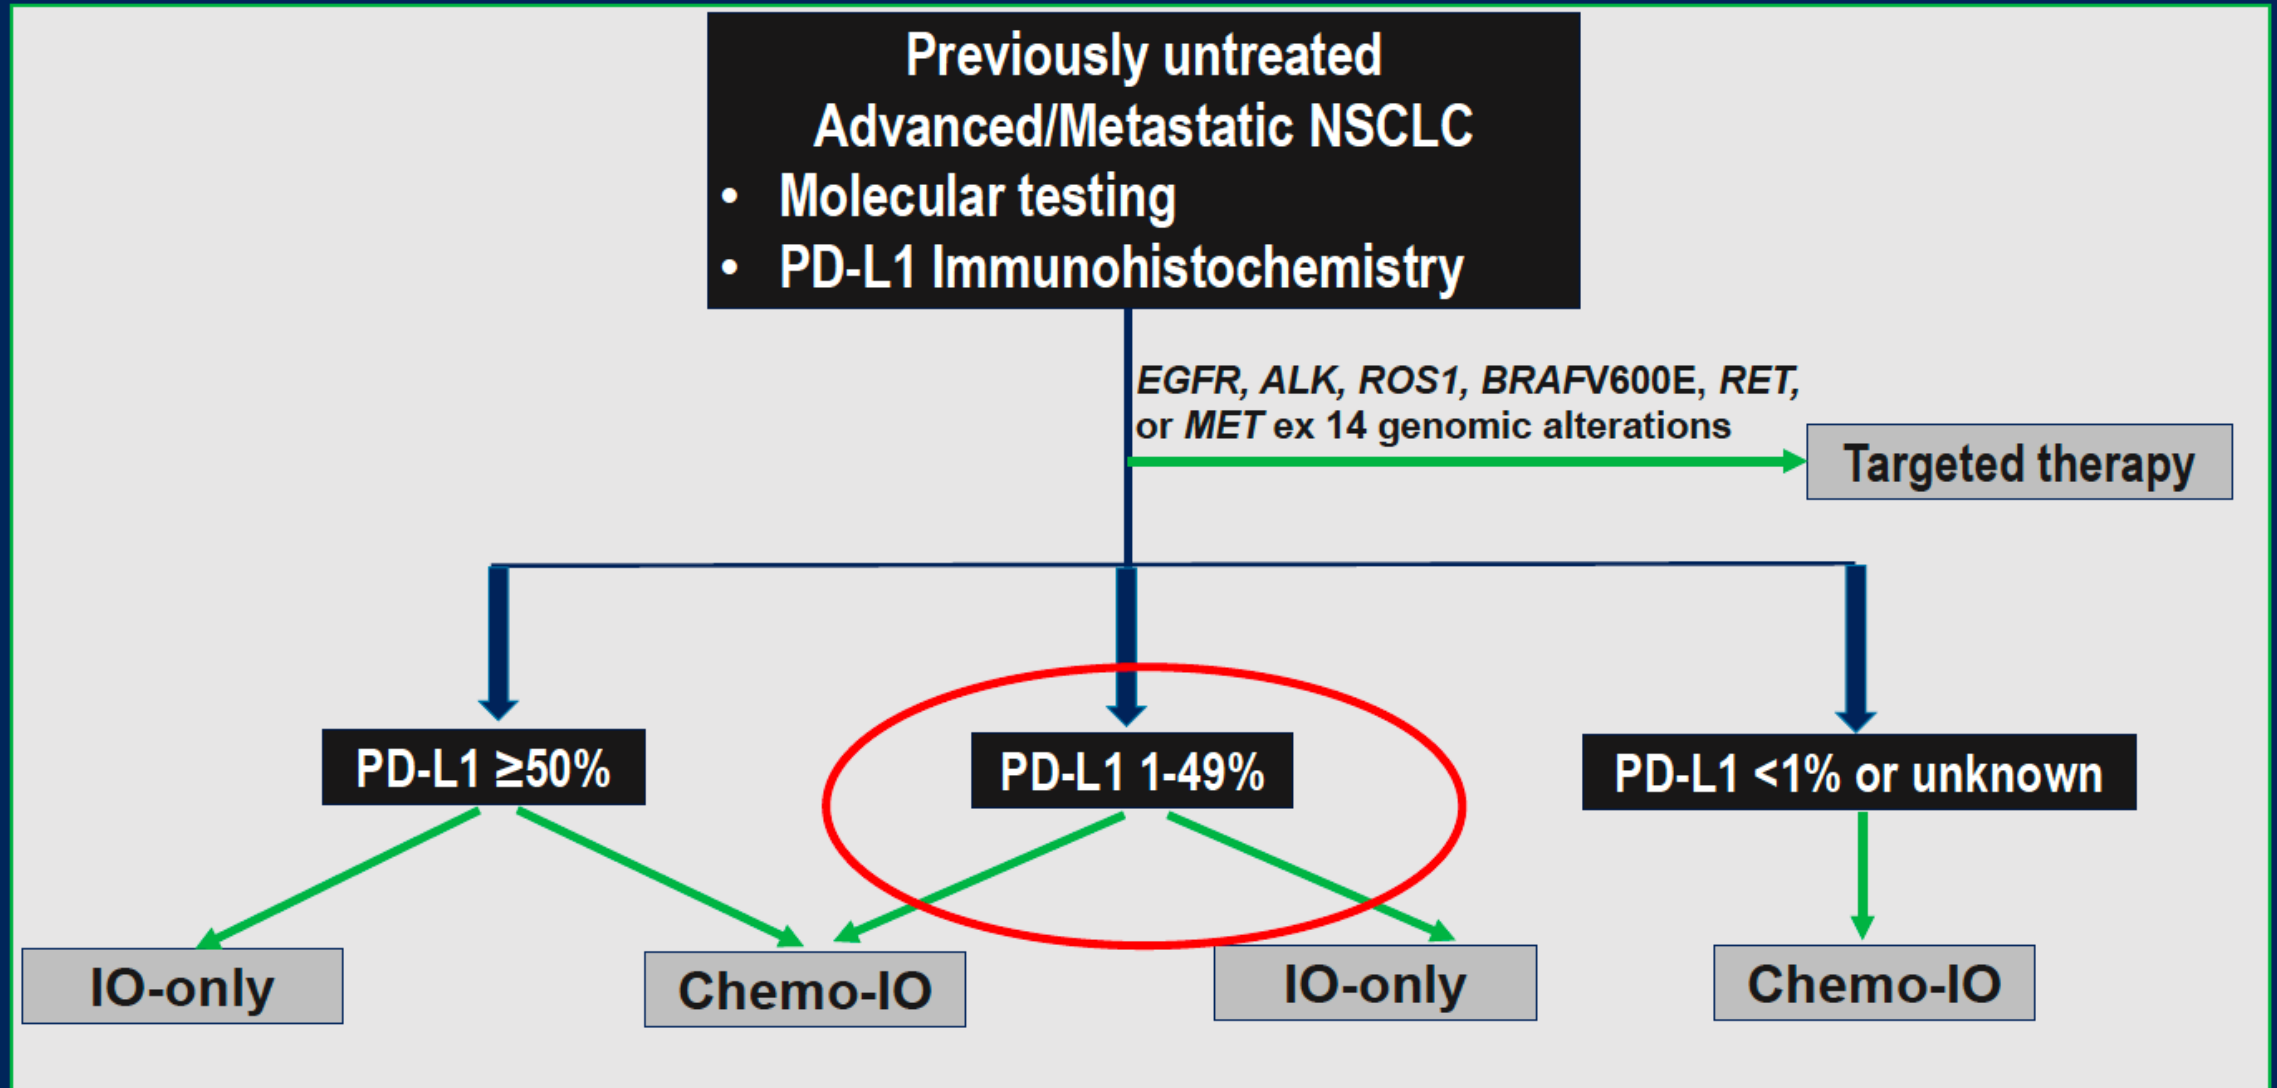 Previously untreated
Advanced/Metastatic NSCLC
• Molecular testing
• PD-L1 Immunohistochemistry
EGFR, ALK, ROS1, BRAFV600E, RET,
or MET ex 14 genomic alterations
Targeted therapy
PD-L1 ≥50%
PD-L1 1-49%
PD-L1 <1% or unknown
IO-only
Chemo-IO
IO-only
Chemo-IO